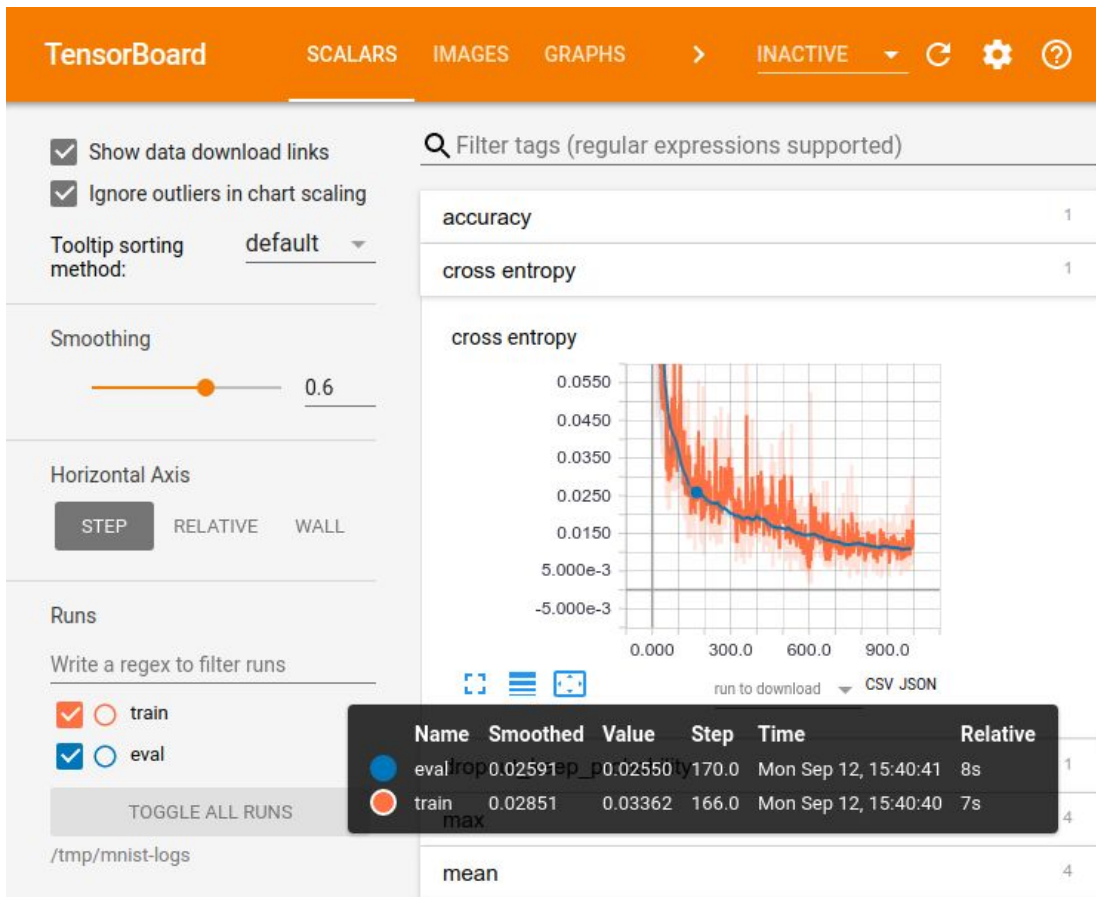 TensorBoard SCALARS IMAGES GRAPHS INACTIVE
Show data download links
Ignore outliers in chart scaling
Tooltip sorting method: default
Smoothing
0.6
Horizontal Axis
STEP RELATIVE WALL
Runs
Write a regex to filter runs
train
eval
TOGGLE ALL RUNS
/tmp/mnist-logs
Filter tags (regular expressions supported)
accuracy 1
cross entropy 1
cross entropy
0.0550
0.0450
0.0350
0.0250
0.0150
5.000e-3
-5.000e-3
0.000 300.0 600.0 900.0
run to download CSV JSON
Name Smoothed Value Step Time Relative
eval 0.02591 0.02550 170.0 Mon Sep 12, 15:40:41 8s
train 0.02851 0.03362 166.0 Mon Sep 12, 15:40:40 7s
1
max 4
mean 4